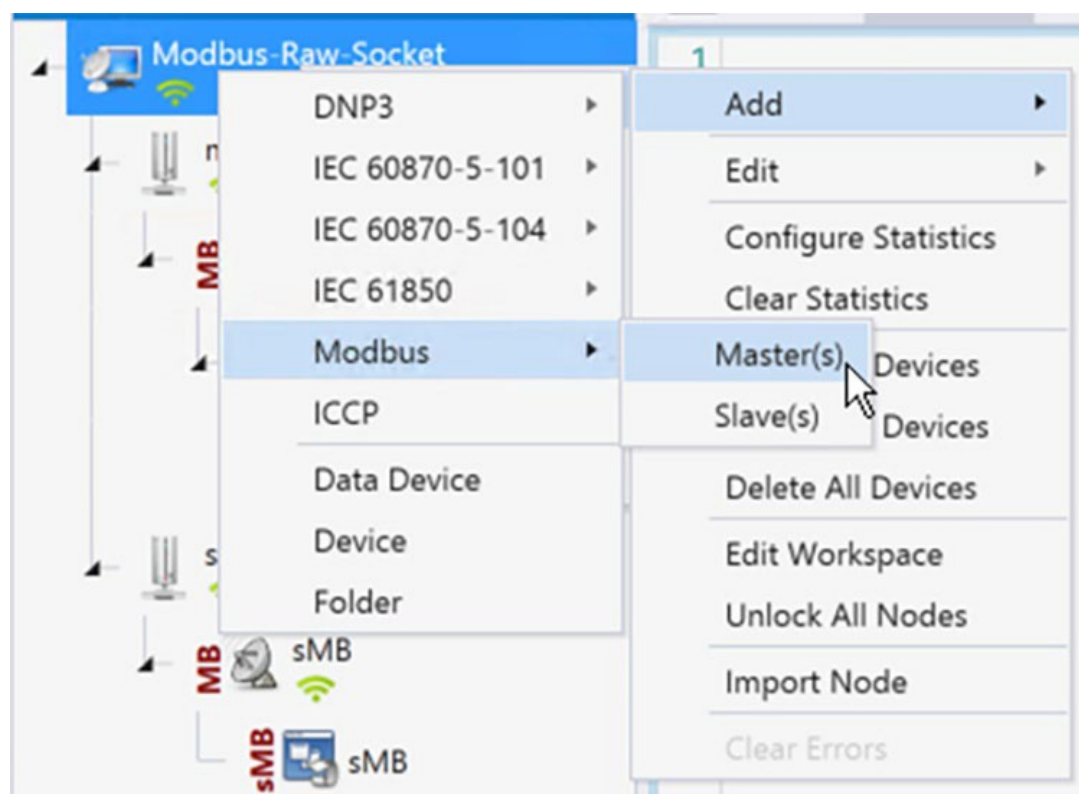 Modbus-Raw-Socket
1
DNP3
IEC 60870-5-101
IEC 60870-5-104
IEC 61850
Modbus
ICCP
Data Device
Device
Folder
Add
Edit
Configure Statistics
Clear Statistics
Devices
Devices
Delete All Devices
Edit Workspace
Unlock All Nodes
Import Node
Clear Errors
Master(s)
Slave(s)
MB
MB
sMB
sMB
sMB